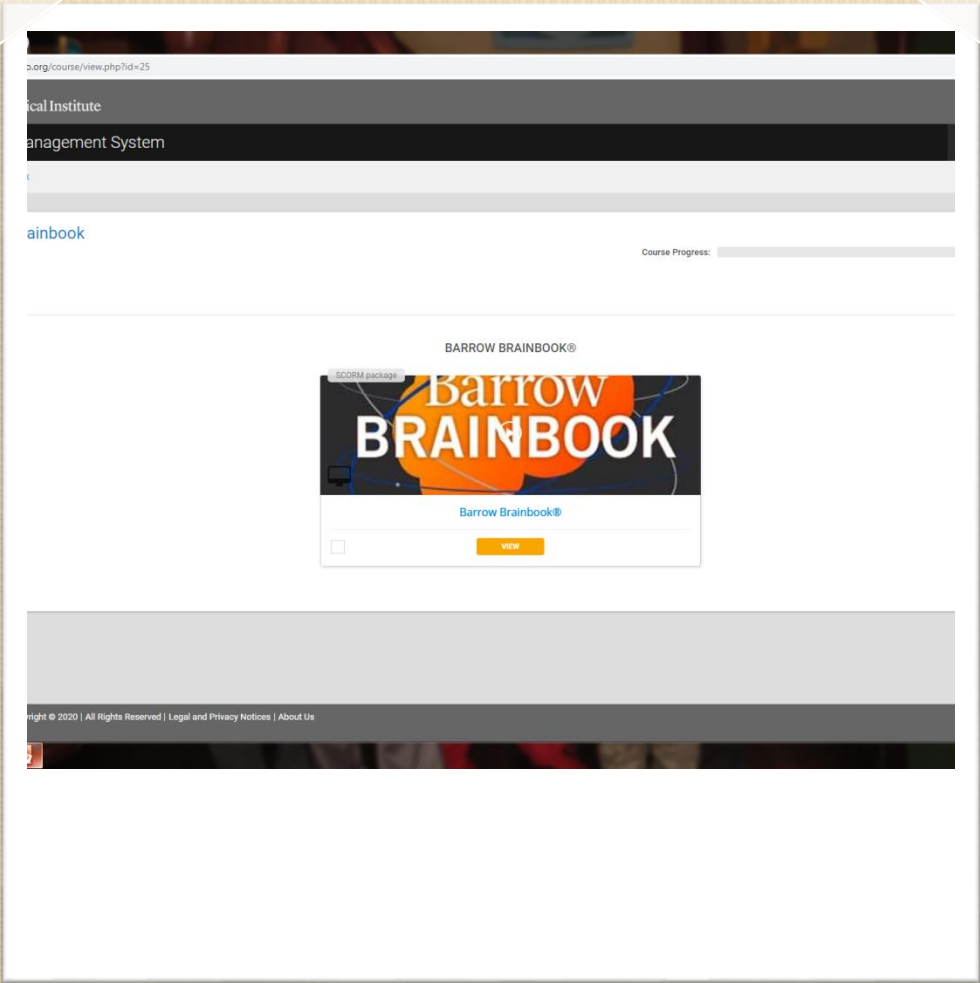 o.org/course/view.php?id=25
ical Institute
anagement System
ainbook
Course Progress:
BARROW BRAINBOOK®
SCORM package
Barrow
BRAINBOOK
Barrow Brainbook®
VIEW
right © 2020 | All Rights Reserved | Legal and Privacy Notices | About Us